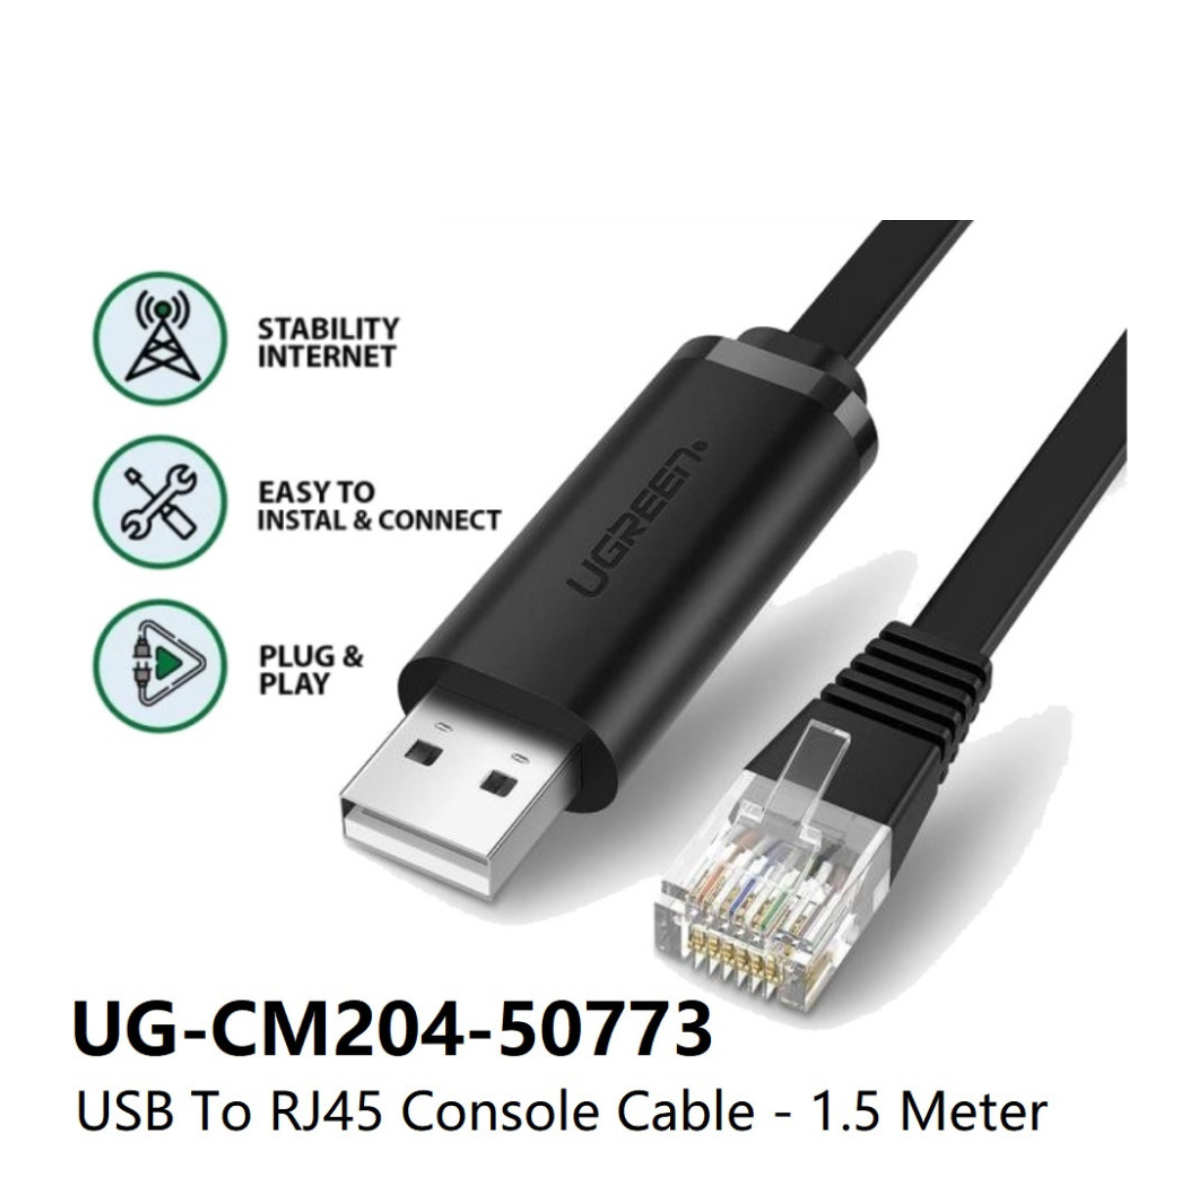 STABILITY
INTERNET
EASY TO
INSTAL & CONNECT
PLUG &
PLAY
UGREEN
UG-CM204-50773
USB To RJ45 Console Cable - 1.5 Meter